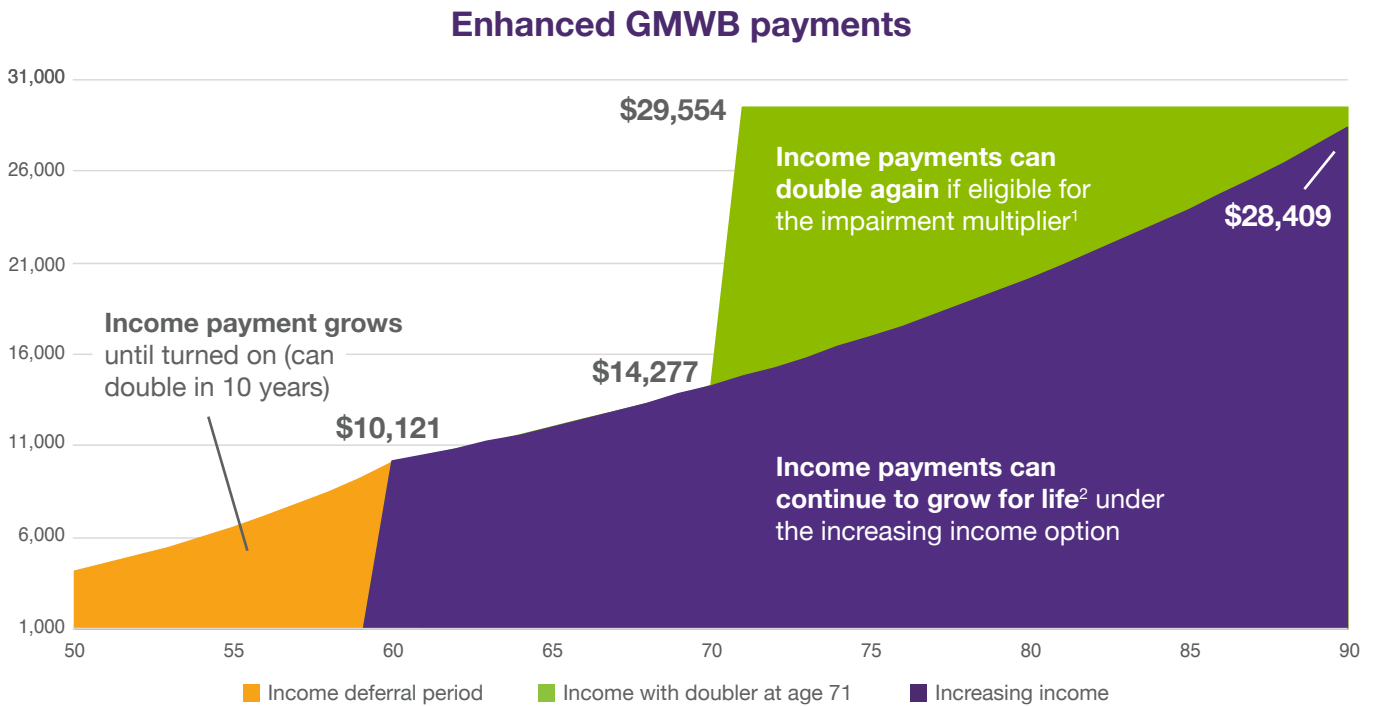 Enhanced GMWB payments
31,000
26,000
21,000
16,000
11,000
6,000
1,000
$29,554
Income payments can
double again if eligible for
the impairment multiplier¹
$28,409
Income payment grows
until turned on (can
double in 10 years)
$14,277
$10,121
Income payments can
continue to grow for life² under
the increasing income option
50 55 60 65 70 75 80 85 90
Income deferral period Income with doubler at age 71 Increasing income